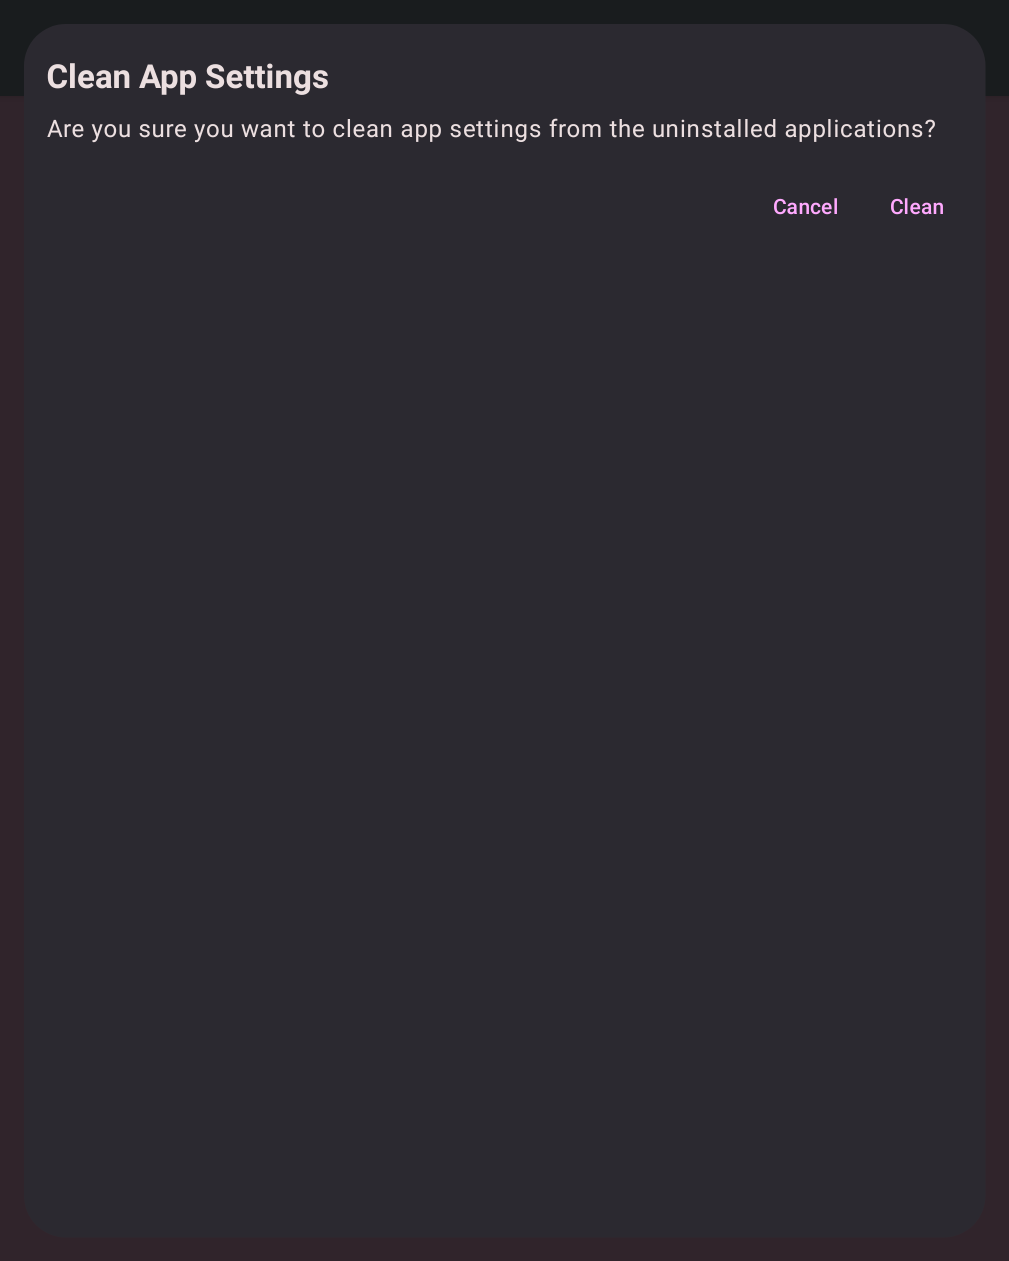 Clean App Settings
Are you sure you want to clean app settings from the uninstalled applications?
Cancel
Clean